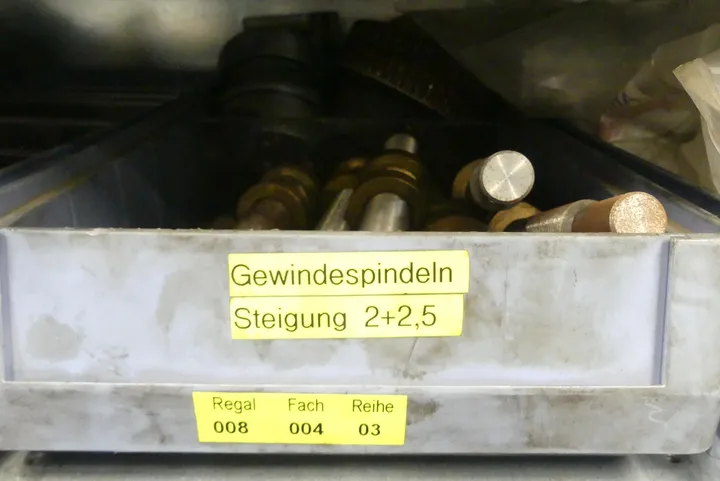 Gewindespindeln
Steigung 2+2,5
Regal Fach Reihe
008 004 03